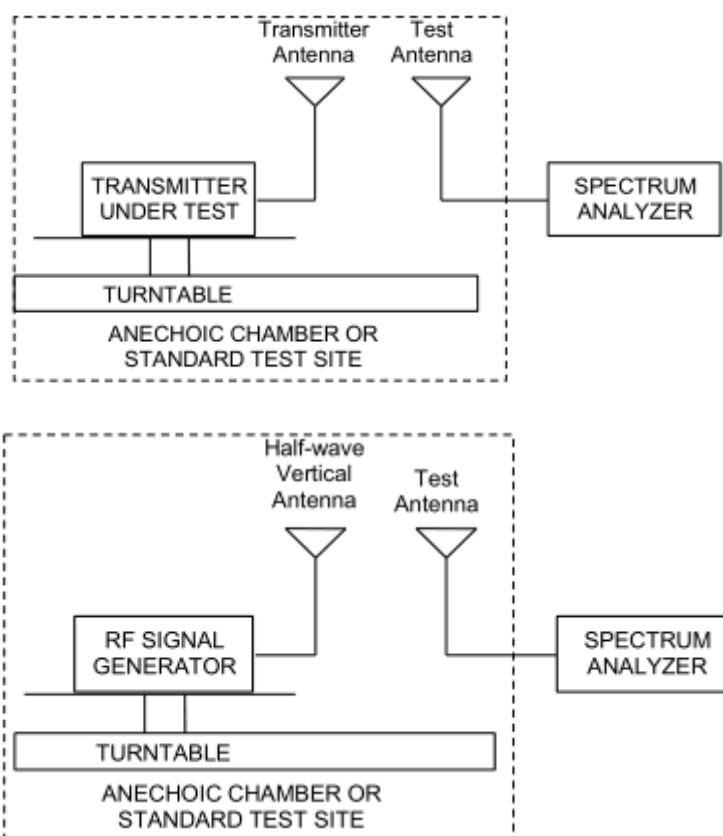 Transmitter
Antenna
Test
Antenna
TRANSMITTER
UNDER TEST
SPECTRUM
ANALYZER
TURNTABLE
ANECHOIC CHAMBER OR
STANDARD TEST SITE
Half-wave
Vertical
Antenna
Test
Antenna
RF SIGNAL
GENERATOR
SPECTRUM
ANALYZER
TURNTABLE
ANECHOIC CHAMBER OR
STANDARD TEST SITE